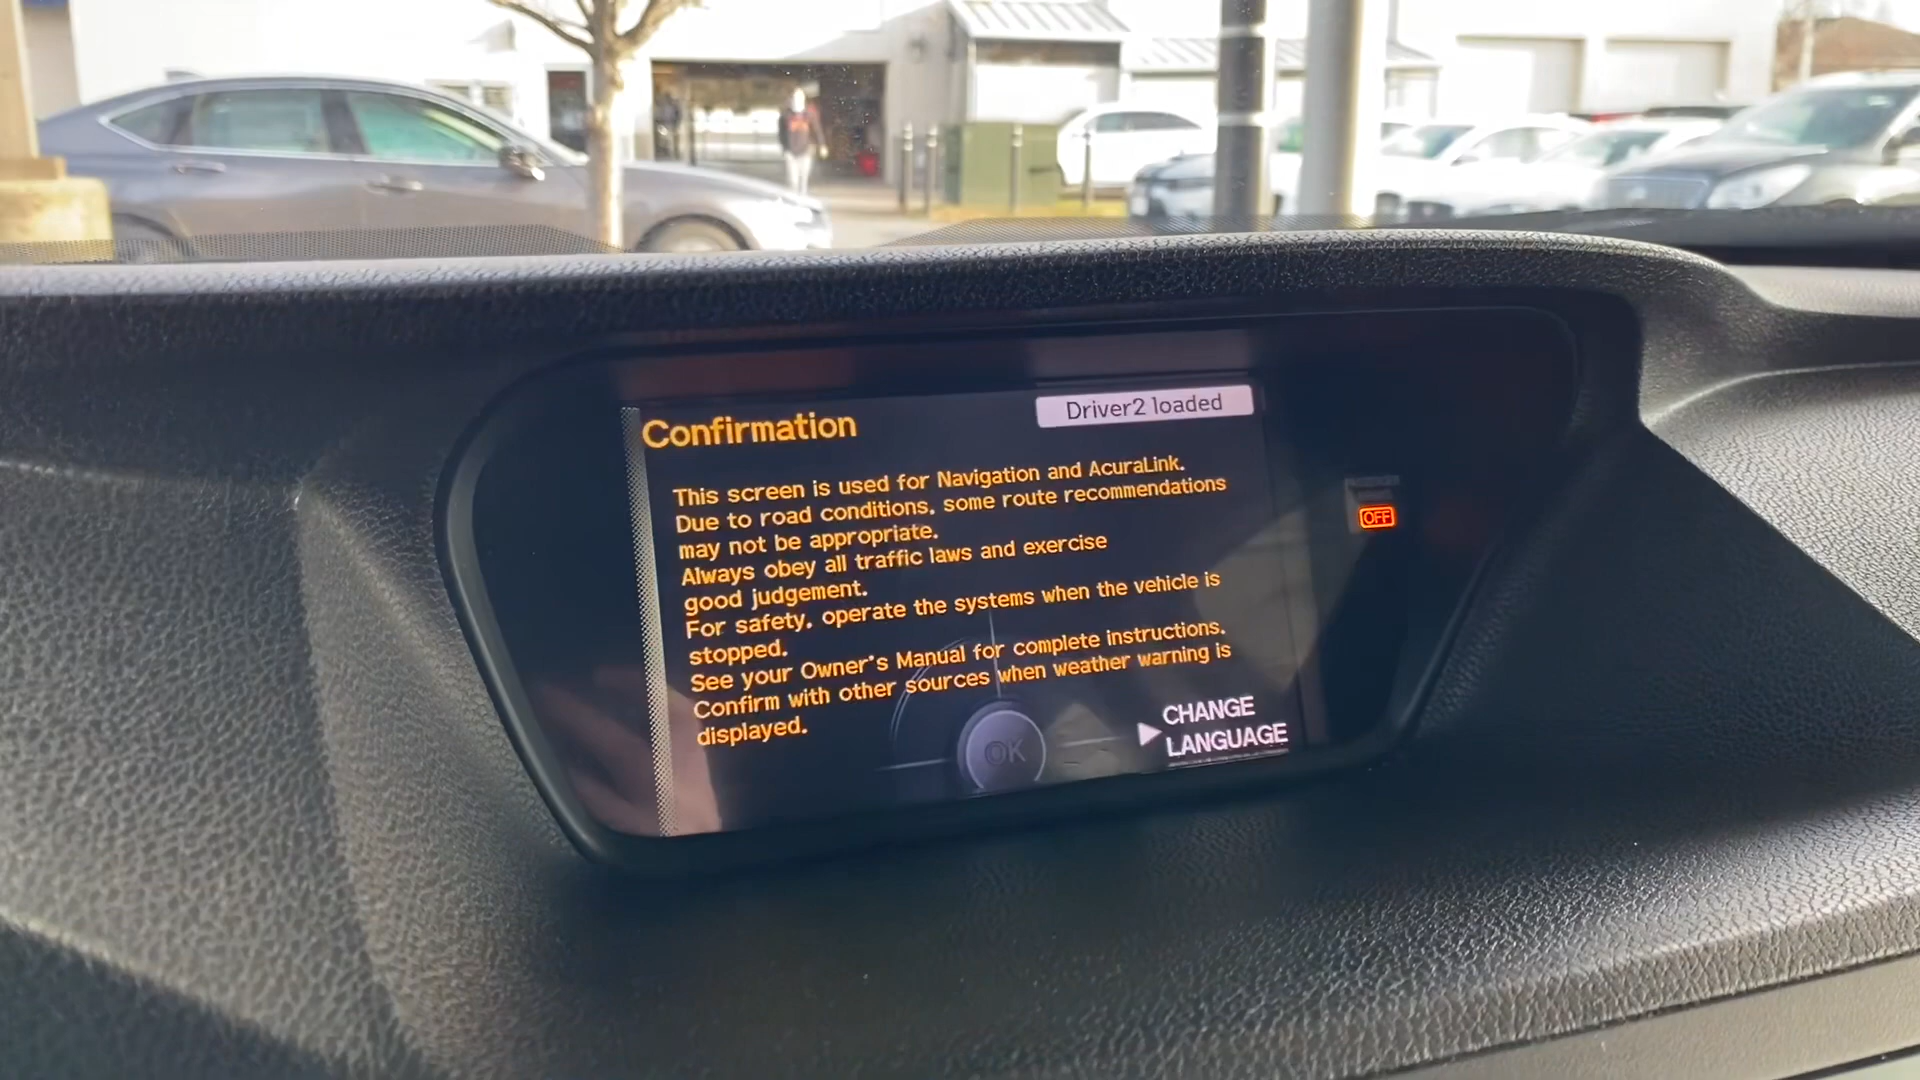 Confirmation
Driver2 loaded
This screen is used for Navigation and AcuraLink.
Due to road conditions, some route recommendations
may not be appropriate.
Always obey all traffic laws and exercise
good judgement.
For safety, operate the systems when the vehicle is
stopped.
See your Owner's Manual for complete instructions.
Confirm with other sources when weather warning is
displayed.
OK
CHANGE
LANGUAGE
OFF